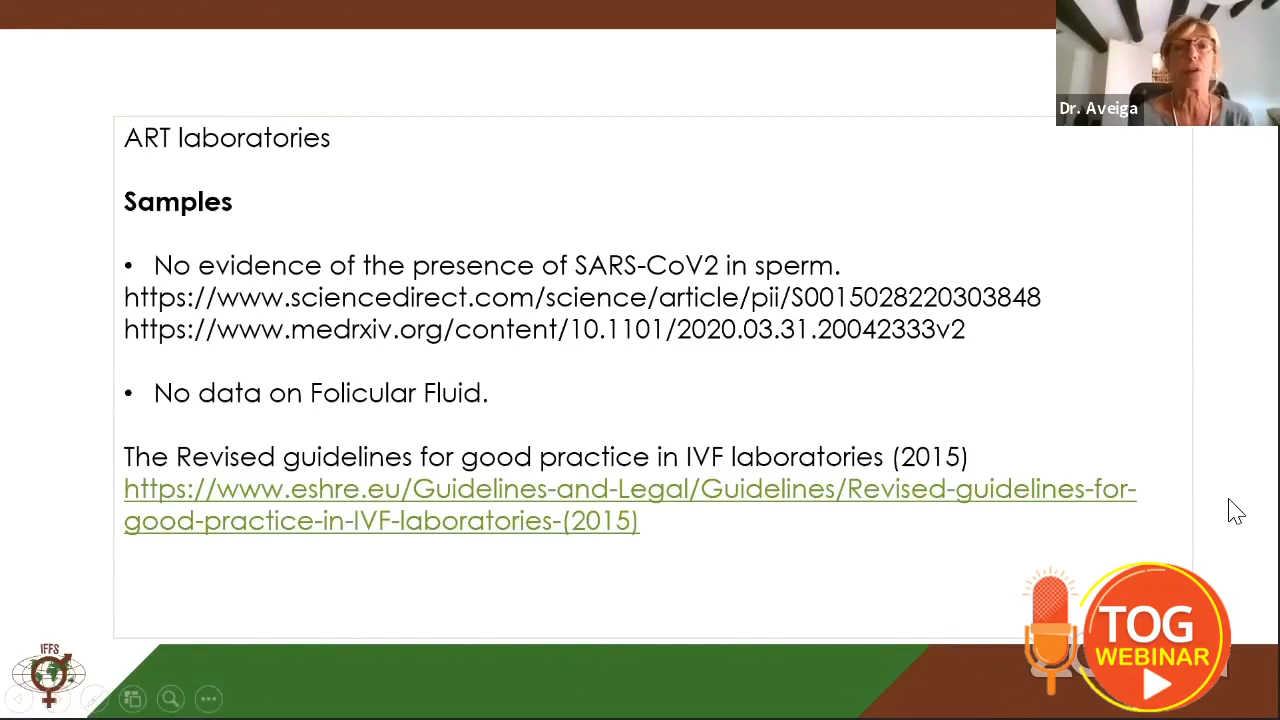 Dr. Aveiga
ART laboratories
Samples
• No evidence of the presence of SARS-CoV2 in sperm.
https://www.sciencedirect.com/science/article/pii/S0015028220303848
https://www.medrxiv.org/content/10.1101/2020.03.31.20042333v2
• No data on Folicular Fluid.
The Revised guidelines for good practice in IVF laboratories (2015)
https://www.eshre.eu/Guidelines-and-Legal/Guidelines/Revised-guidelines-for-
good-practice-in-IVF-laboratories-(2015)
IFFS
TOG
WEBINAR